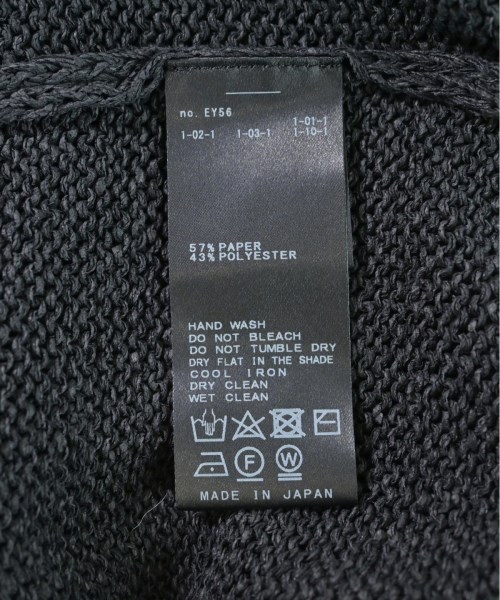 no. EY56
1-01-1
1-02-1 1-03-1 1-10-1
57% PAPER
43% POLYESTER
HAND WASH
DO NOT BLEACH
DO NOT TUMBLE DRY
DRY FLAT IN THE SHADE
COOL IRON
DRY CLEAN
WET CLEAN
F W
MADE IN JAPAN